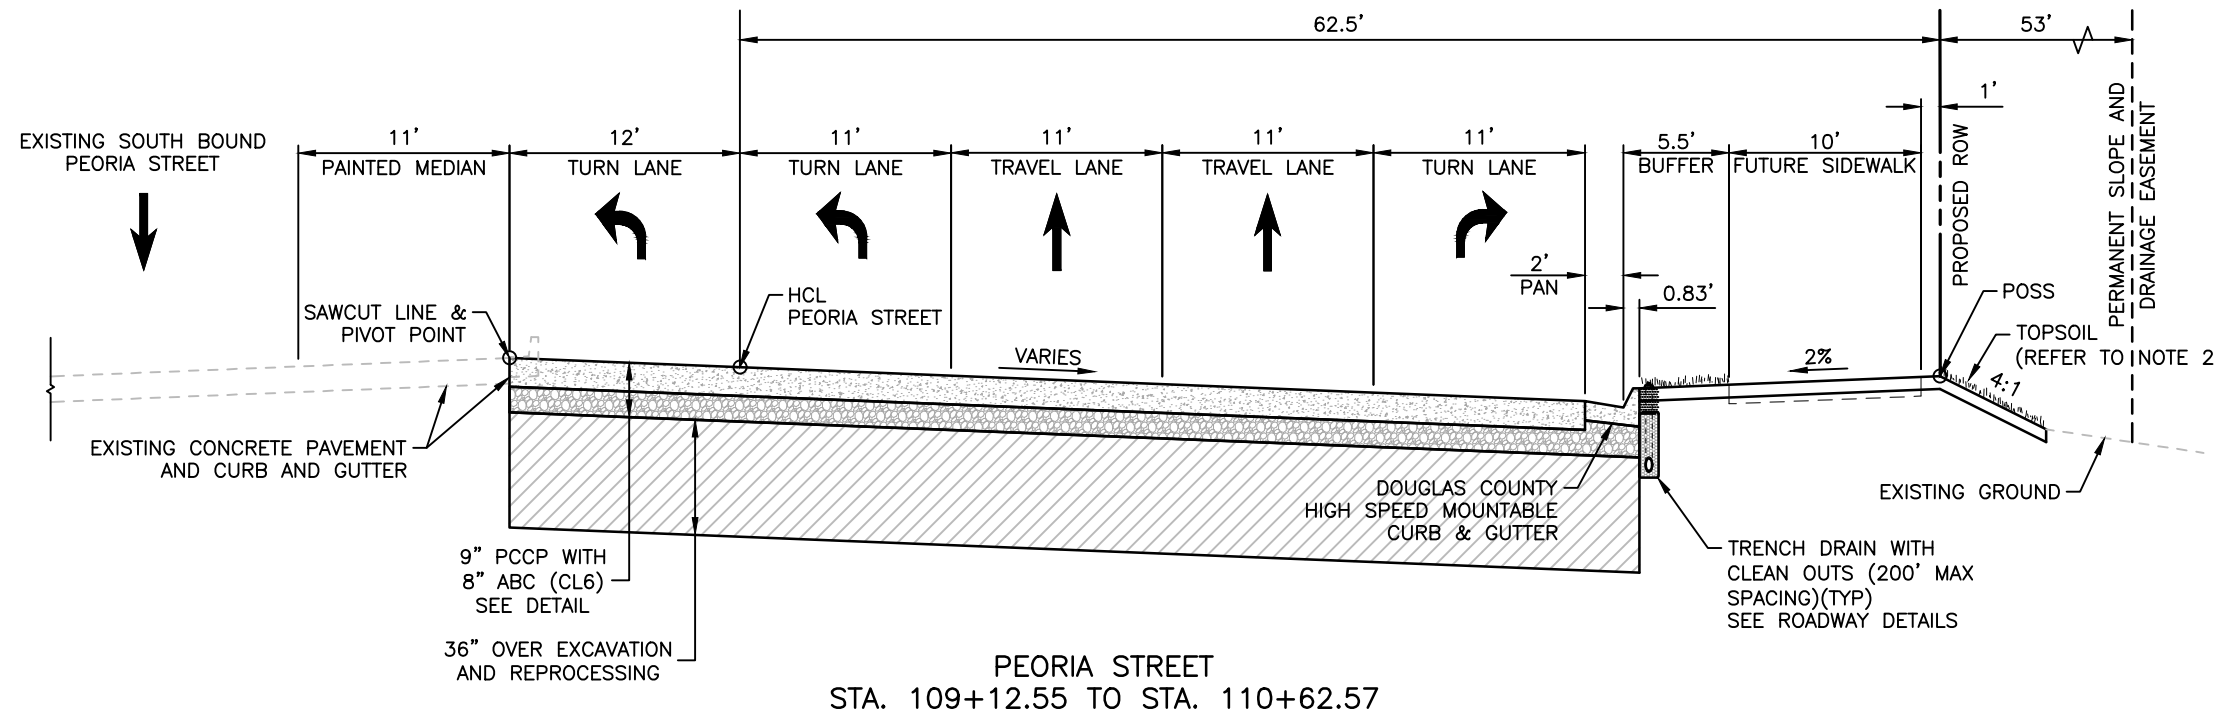 62.5'
53'
1'
EXISTING SOUTH BOUND
PEORIA STREET
11'
PAINTED MEDIAN
12'
TURN LANE
11'
TURN LANE
11'
TRAVEL LANE
11'
TRAVEL LANE
11'
TURN LANE
5.5'
BUFFER
10'
FUTURE SIDEWALK
PROPOSED ROW
PERMANENT SLOPE AND
DRAINAGE EASEMENT
2'
PAN
0.83'
SAWCUT LINE &
PIVOT POINT
HCL
PEORIA STREET
POSS
TOPSOIL
(REFER TO NOTE 2
VARIES
2%
4:1
EXISTING CONCRETE PAVEMENT
AND CURB AND GUTTER
DOUGLAS COUNTY
HIGH SPEED MOUNTABLE
CURB & GUTTER
EXISTING GROUND
9" PCCP WITH
8" ABC (CL6)
SEE DETAIL
TRENCH DRAIN WITH
CLEAN OUTS (200' MAX
SPACING)(TYP)
SEE ROADWAY DETAILS
36" OVER EXCAVATION
AND REPROCESSING
PEORIA STREET
STA. 109+12.55 TO STA. 110+62.57